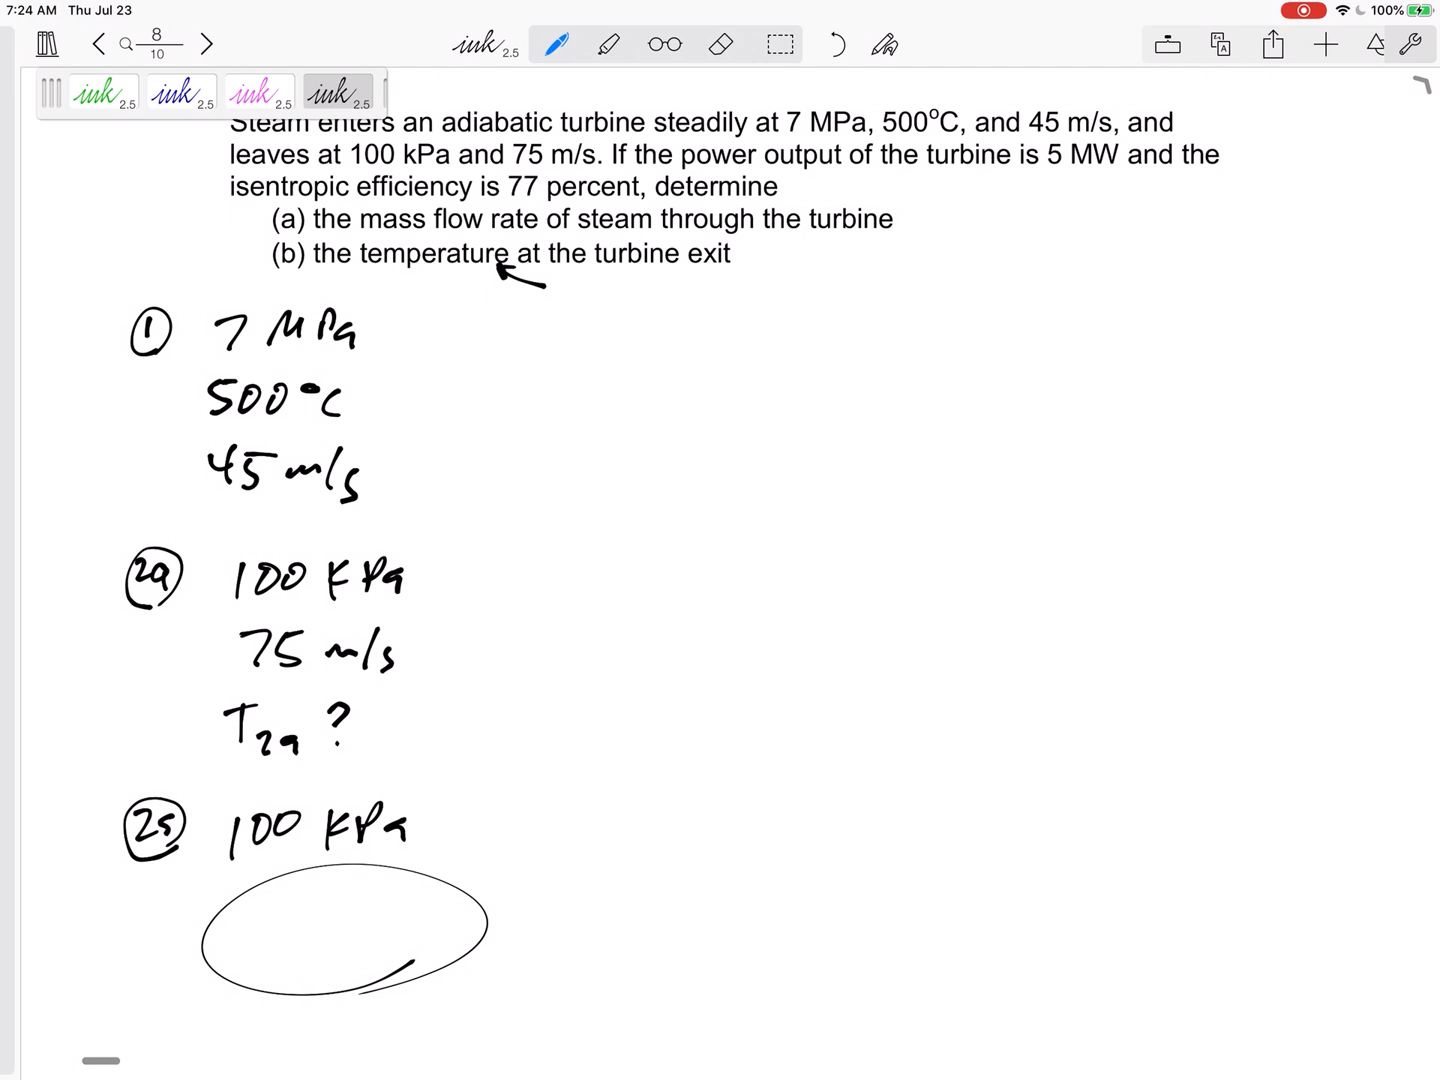 7:24 AM Thu Jul 23
100%
8
10
ink 2.5
ink 2.5 ink 2.5 ink 2.5 ink 2.5
Steam enters an adiabatic turbine steadily at 7 MPa, 500°C, and 45 m/s, and
leaves at 100 kPa and 75 m/s. If the power output of the turbine is 5 MW and the
isentropic efficiency is 77 percent, determine
(a) the mass flow rate of steam through the turbine
(b) the temperature at the turbine exit
1 7 MPa
500°C
45 m/s
2a 100 KPa
75 m/s
T2a ?
2s 100 KPa